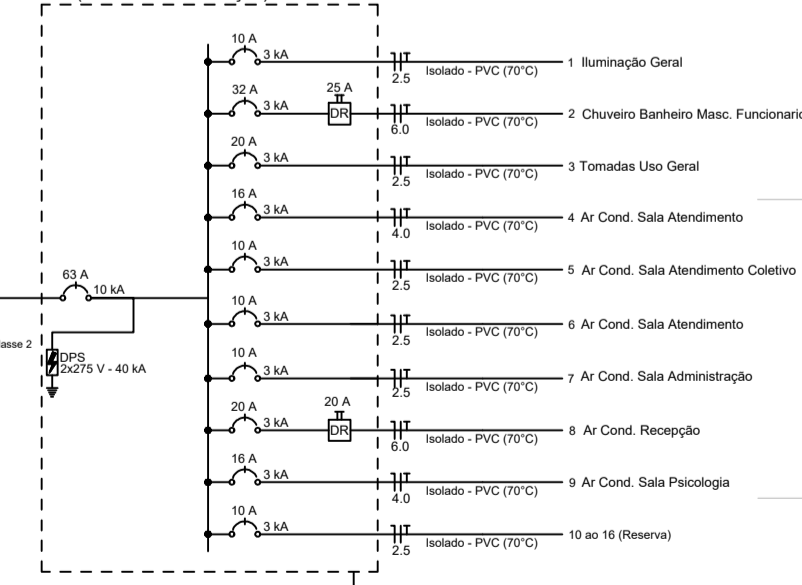 10 A
3 kA
2.5
Isolado - PVC (70°C)
1 Iluminação Geral
32 A
3 kA
25 A
DR
6.0
Isolado - PVC (70°C)
2 Chuveiro Banheiro Masc. Funcionario
20 A
3 kA
2.5
Isolado - PVC (70°C)
3 Tomadas Uso Geral
16 A
3 kA
4.0
Isolado - PVC (70°C)
4 Ar Cond. Sala Atendimento
10 A
3 kA
2.5
Isolado - PVC (70°C)
5 Ar Cond. Sala Atendimento Coletivo
63 A
10 kA
10 A
3 kA
2.5
Isolado - PVC (70°C)
6 Ar Cond. Sala Atendimento
asse 2
DPS
2x275 V - 40 kA
10 A
3 kA
2.5
Isolado - PVC (70°C)
7 Ar Cond. Sala Administração
20 A
3 kA
20 A
DR
6.0
Isolado - PVC (70°C)
8 Ar Cond. Recepção
16 A
3 kA
4.0
Isolado - PVC (70°C)
9 Ar Cond. Sala Psicologia
10 A
3 kA
2.5
Isolado - PVC (70°C)
10 ao 16 (Reserva)